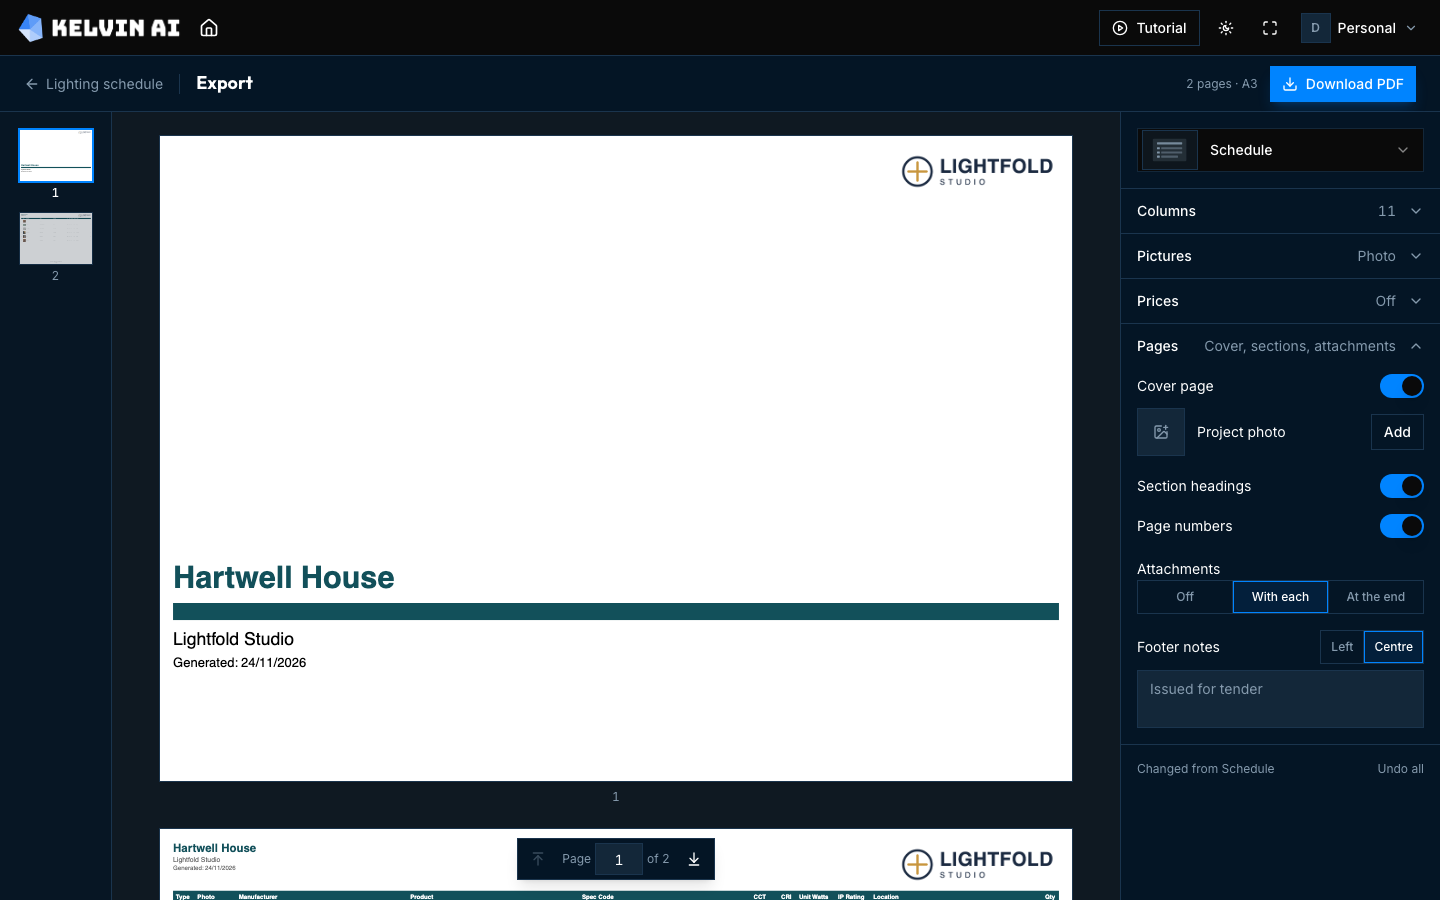 KELVIN AI
Tutorial
D
Personal
Lighting schedule
Export
2 pages · A3
Download PDF
1
2
LIGHTFOLD
STUDIO
Hartwell House
Lightfold Studio
Generated: 24/11/2026
1
Hartwell House
Lightfold Studio
Generated: 24/11/2026
LIGHTFOLD
STUDIO
Type Photo Manufacturer Product Spec Code CCT CRI Unit Watts IP Rating Location Qty
Page 1 of 2
Schedule
Columns 11
Pictures Photo
Prices Off
Pages Cover, sections, attachments
Cover page
Project photo Add
Section headings
Page numbers
Attachments
Off With each At the end
Footer notes Left Centre
Issued for tender
Changed from Schedule Undo all